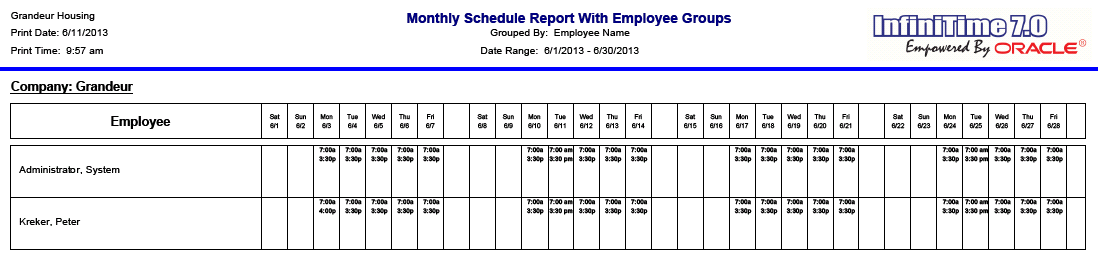 Grandeur Housing
Print Date: 6/11/2013
Print Time: 9:57 am
Monthly Schedule Report With Employee Groups
Grouped By: Employee Name
Date Range: 6/1/2013 - 6/30/2013
InfiniTime 7.0
Empowered By ORACLE®
Company: Grandeur
Employee
Sat Sun Mon Tue Wed Thu Fri Sat Sun Mon Tue Wed Thu Fri Sat Sun Mon Tue Wed Thu Fri Sat Sun Mon Tue Wed Thu Fri
6/1 6/2 6/3 6/4 6/5 6/6 6/7 6/8 6/9 6/10 6/11 6/12 6/13 6/14 6/15 6/16 6/17 6/18 6/19 6/20 6/21 6/22 6/23 6/24 6/25 6/26 6/27 6/28
Administrator, System
7:00a 7:00a 7:00a 7:00a 7:00a 7:00a 7:00 am 7:00a 7:00a 7:00a 7:00a 7:00a 7:00a 7:00a 7:00a 7:00a 7:00 am 7:00a 7:00a 7:00a
3:30p 3:30p 3:30p 3:30p 3:30p 3:30p 3:30 pm 3:30p 3:30p 3:30p 3:30p 3:30p 3:30p 3:30p 3:30p 3:30p 3:30 pm 3:30p 3:30p 3:30p
Kreker, Peter
7:00a 7:00a 7:00a 7:00a 7:00a 7:00a 7:00 am 7:00a 7:00a 7:00a 7:00a 7:00a 7:00a 7:00a 7:00a 7:00a 7:00 am 7:00a 7:00a 7:00a
4:00p 3:30p 3:30p 3:30p 3:30p 3:30p 3:30 pm 3:30p 3:30p 3:30p 3:30p 3:30p 3:30p 3:30p 3:30p 3:30p 3:30 pm 3:30p 3:30p 3:30p